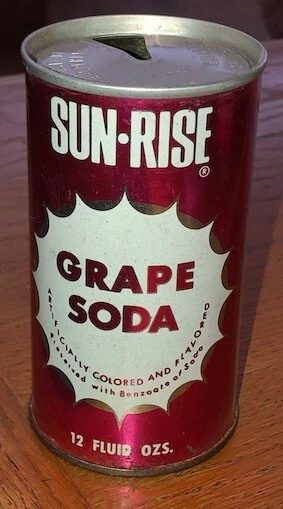 SUN·RISE®
GRAPE
SODA
ARTIFICIALLY COLORED AND FLAVORED
Preserved with Benzoate of Soda
12 FLUID OZS.